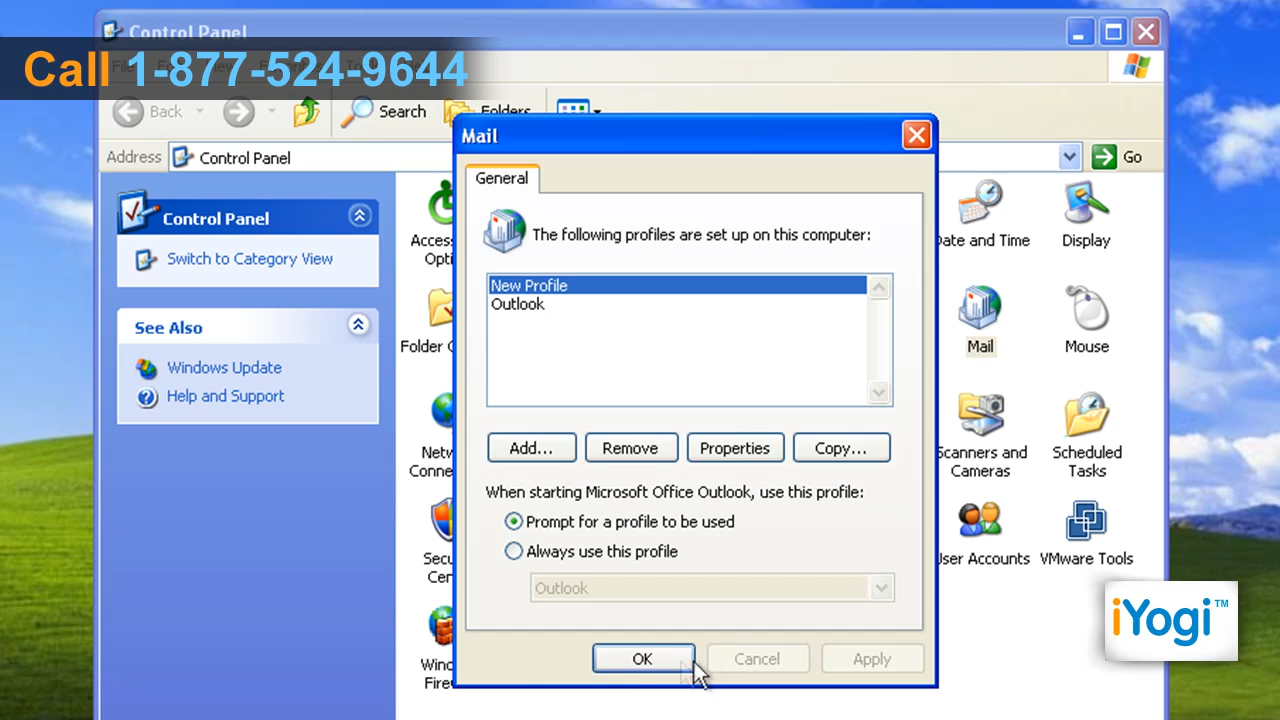 Control Panel
Call 1-877-524-9644
Back
Search
Folders
Address
Control Panel
Go
Control Panel
Switch to Category View
See Also
Windows Update
Help and Support
Mail
General
The following profiles are set up on this computer:
New Profile
Outlook
Add...
Remove
Properties
Copy...
When starting Microsoft Office Outlook, use this profile:
Prompt for a profile to be used
Always use this profile
Outlook
OK
Cancel
Apply
Date and Time
Display
Mail
Mouse
Scanners and
Cameras
Scheduled
Tasks
User Accounts
VMware Tools
Folder
iYogi™